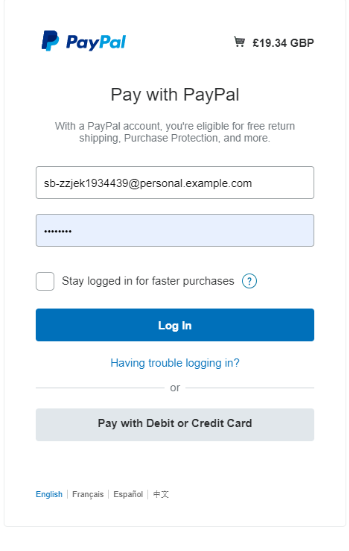 PayPal
£19.34 GBP
Pay with PayPal
With a PayPal account, you're eligible for free return
shipping, Purchase Protection, and more.
sb-zzjek1934439@personal.example.com
••••••••
Stay logged in for faster purchases ?
Log In
Having trouble logging in?
or
Pay with Debit or Credit Card
English | Français | Español | 中文